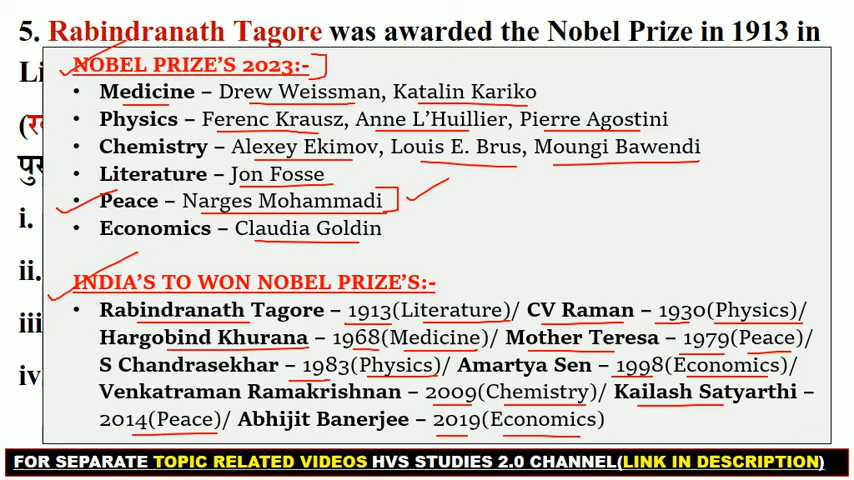 5. Rabindranath Tagore was awarded the Nobel Prize in 1913 in
Li
NOBEL PRIZE'S 2023:-
• Medicine – Drew Weissman, Katalin Kariko
• Physics – Ferenc Krausz, Anne L'Huillier, Pierre Agostini
• Chemistry – Alexey Ekimov, Louis E. Brus, Moungi Bawendi
• Literature – Jon Fosse
• Peace – Narges Mohammadi
• Economics – Claudia Goldin
i.
ii.
iii
iv
INDIA'S TO WON NOBEL PRIZE'S:-
• Rabindranath Tagore – 1913(Literature)/ CV Raman – 1930(Physics)/
Hargobind Khurana – 1968(Medicine)/ Mother Teresa – 1979(Peace)/
S Chandrasekhar – 1983(Physics)/ Amartya Sen – 1998(Economics)/
Venkatraman Ramakrishnan – 2009(Chemistry)/ Kailash Satyarthi –
2014(Peace)/ Abhijit Banerjee – 2019(Economics)
FOR SEPARATE TOPIC RELATED VIDEOS HVS STUDIES 2.0 CHANNEL(LINK IN DESCRIPTION)